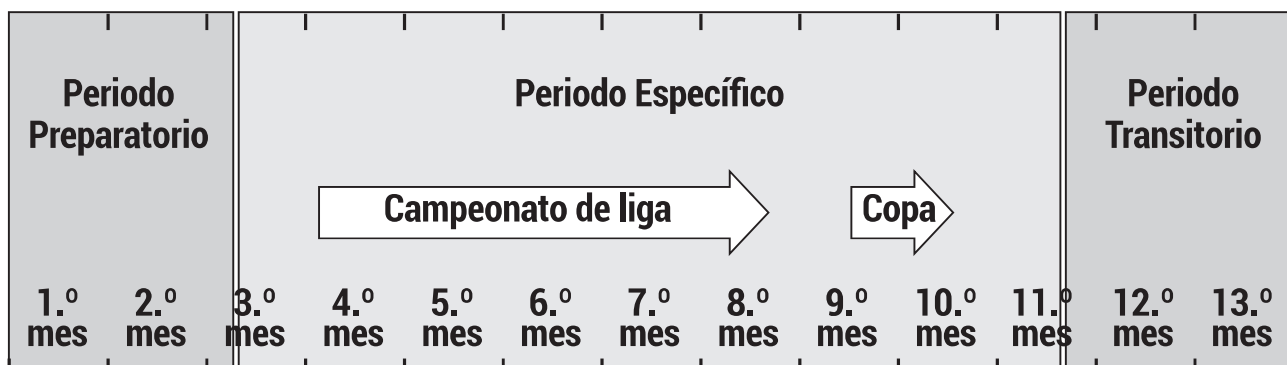 Periodo
Preparatorio
Periodo Específico
Periodo
Transitorio
Campeonato de liga
Copa
1.º
mes
2.º
mes
3.º
mes
4.º
mes
5.º
mes
6.º
mes
7.º
mes
8.º
mes
9.º
mes
10.º
mes
11.º
mes
12.º
mes
13.º
mes